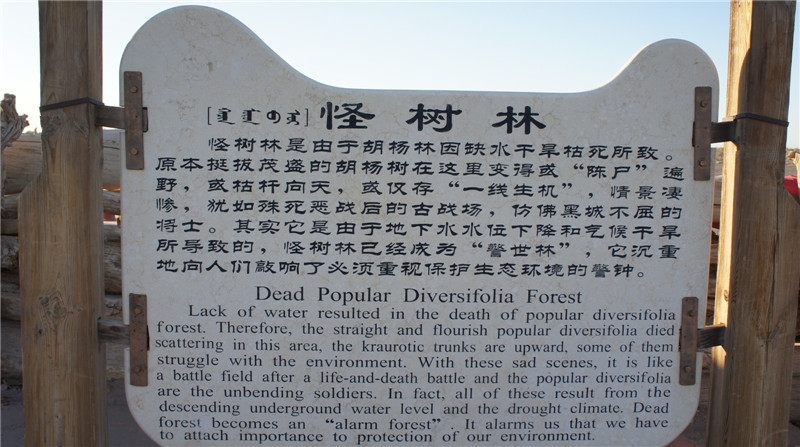 怪树林
怪树林是由于胡杨林因缺水干旱枯死所致。
原本挺拔茂盛的胡杨树在这里变得或“陈尸”遍
野，或枯杆向天，或仅存“一线生机”，情景凄
惨，犹如殊死恶战后的古战场，仿佛黑城不屈的
将士。其实它是由于地下水水位下降和气候干旱
所导致的，怪树林已经成为“警世林”，它沉重
地向人们敲响了必须重视保护生态环境的警钟。
Dead Popular Diversifolia Forest
Lack of water resulted in the death of popular diversifolia
forest. Therefore, the straight and flourish popular diversifolia died
scattering in this area, the kraurotic trunks are upward, some of them
struggle with the environment. With these sad scenes, it is like
a battle field after a life-and-death battle and the popular diversifolia
are the unbending soldiers. In fact, all of these result from the
descending underground water level and the drought climate. Dead
forest becomes an “alarm forest”. It alarms us that we have
to attach importance to protection of our environment.